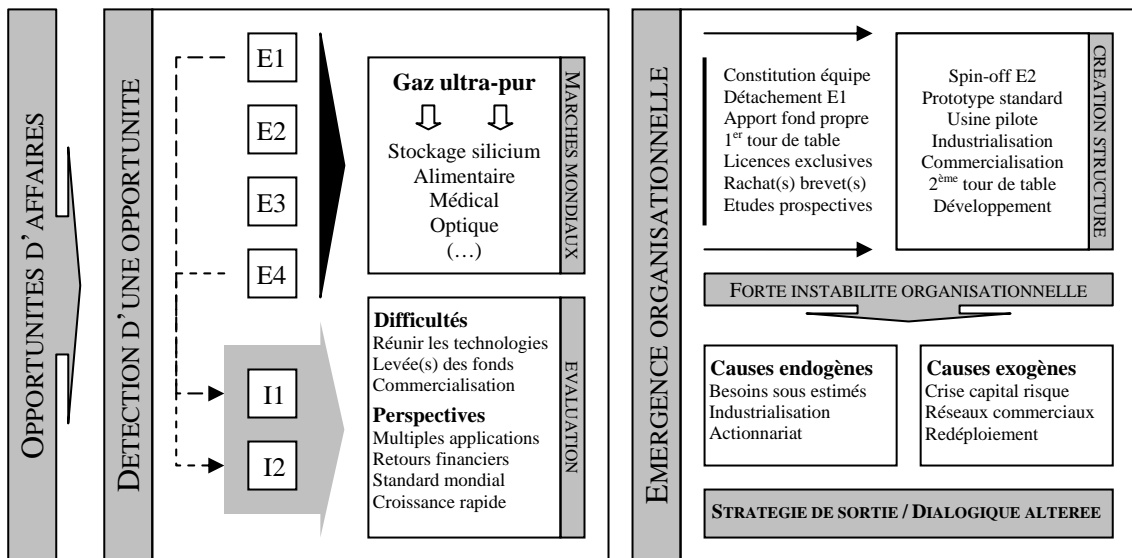 OPPORTUNITES D'AFFAIRES
DETECTION D'UNE OPPORTUNITE
E1
E2
E3
E4
I1
I2
Gaz ultra-pur
Stockage silicium
Alimentaire
Médical
Optique
(…)
MARCHES MONDIAUX
Difficultés
Réunir les technologies
Levée(s) des fonds
Commercialisation
Perspectives
Multiples applications
Retours financiers
Standard mondial
Croissance rapide
EVALUATION
EMERGENCE ORGANISATIONNELLE
Constitution équipe
Détachement E1
Apport fond propre
1er tour de table
Licences exclusives
Rachat(s) brevet(s)
Etudes prospectives
Spin-off E2
Prototype standard
Usine pilote
Industrialisation
Commercialisation
2ème tour de table
Développement
CREATION STRUCTURE
FORTE INSTABILITE ORGANISATIONNELLE
Causes endogènes
Besoins sous estimés
Industrialisation
Actionnariat
Causes exogènes
Crise capital risque
Réseaux commerciaux
Redéploiement
STRATEGIE DE SORTIE / DIALOGIQUE ALTEREE